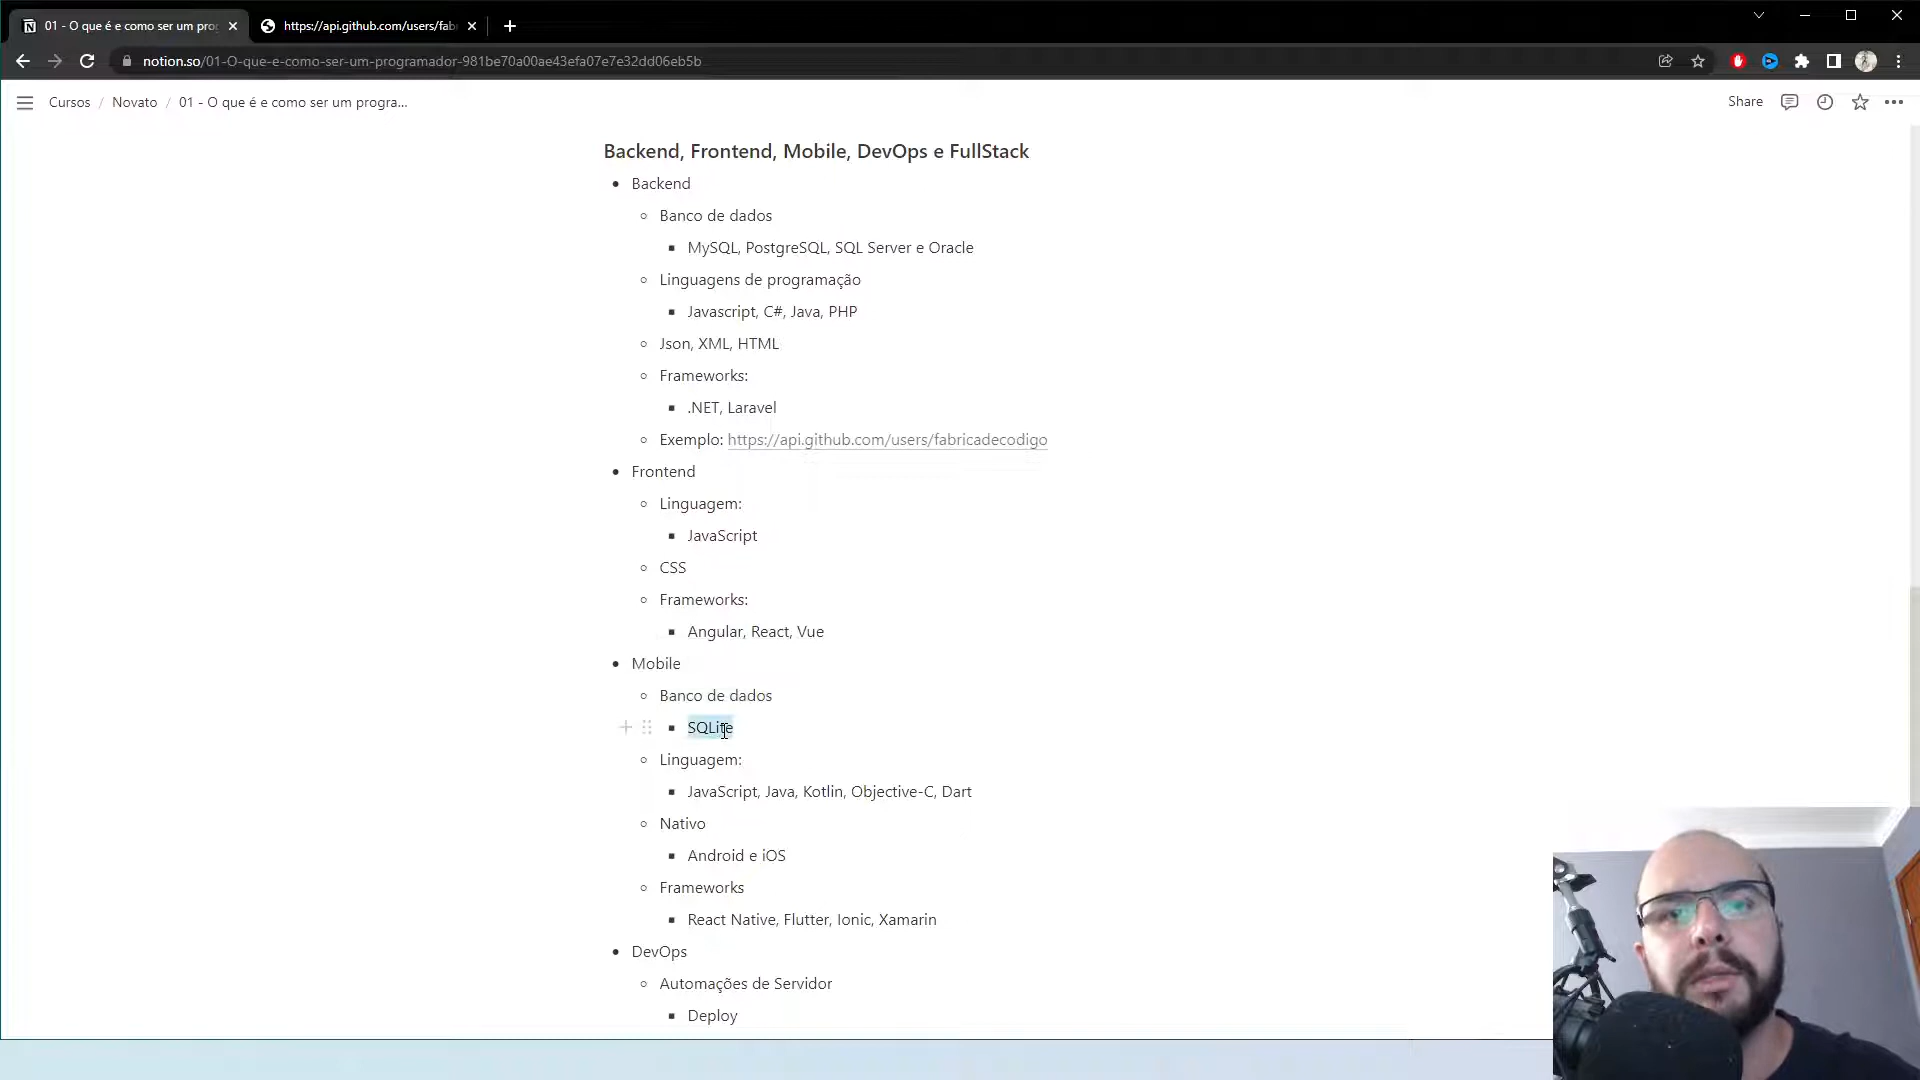 01 - O que é e como ser um pro
https://api.github.com/users/fab
notion.so/01-O-que-e-como-ser-um-programador-981be70a00ae43efa07e7e32dd06eb5b
Cursos / Novato / 01 - O que é e como ser um progra...
Share
Backend, Frontend, Mobile, DevOps e FullStack
Backend
Banco de dados
MySQL, PostgreSQL, SQL Server e Oracle
Linguagens de programação
Javascript, C#, Java, PHP
Json, XML, HTML
Frameworks:
.NET, Laravel
Exemplo: https://api.github.com/users/fabricadecodigo
Frontend
Linguagem:
JavaScript
CSS
Frameworks:
Angular, React, Vue
Mobile
Banco de dados
SQLite
Linguagem:
JavaScript, Java, Kotlin, Objective-C, Dart
Nativo
Android e iOS
Frameworks
React Native, Flutter, Ionic, Xamarin
DevOps
Automações de Servidor
Deploy